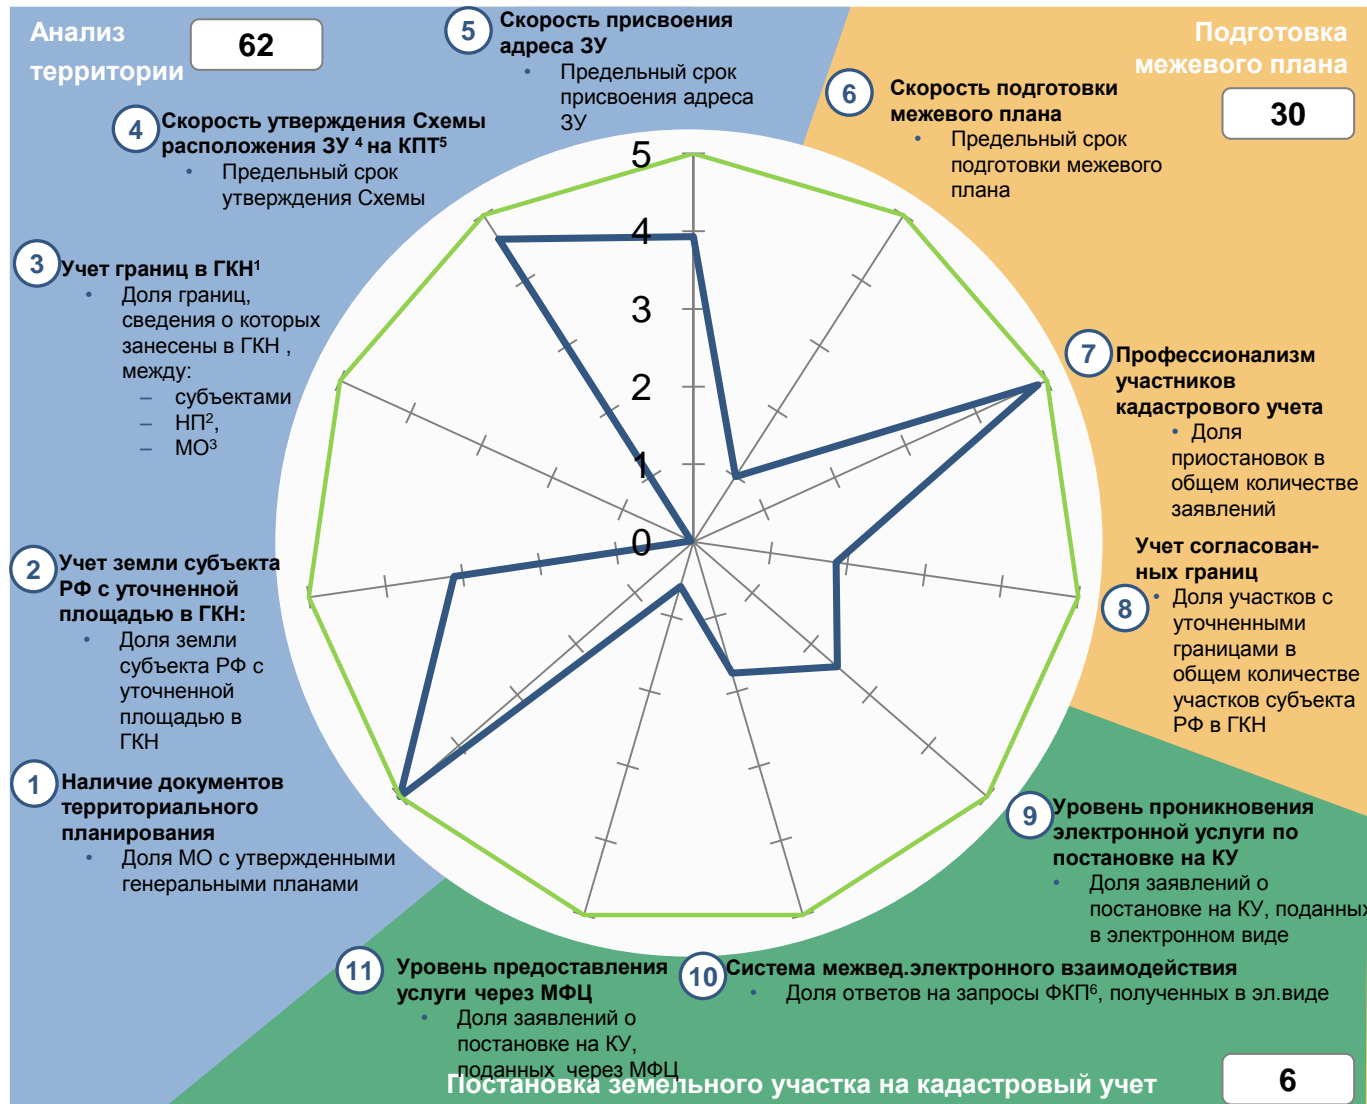 Анализ
территории
62
5
Скорость присвоения
адреса ЗУ
• Предельный срок
присвоения адреса
ЗУ
Подготовка
межевого плана
30
4
Скорость утверждения Схемы
расположения ЗУ ⁴ на КПТ⁵
• Предельный срок
утверждения Схемы
6
Скорость подготовки
межевого плана
• Предельный срок
подготовки межевого
плана
3
Учет границ в ГКН¹
• Доля границ,
сведения о которых
занесены в ГКН ,
между:
– субъектами
– НП²,
– МО³
5
4
3
2
1
0
7
Профессионализм
участников
кадастрового учета
• Доля
приостановок в
общем количестве
заявлений
2
Учет земли субъекта
РФ с уточненной
площадью в ГКН:
• Доля земли
субъекта РФ с
уточненной
площадью в
ГКН
8
Учет согласован-
ных границ
• Доля участков с
уточненными
границами в
общем количестве
участков субъекта
РФ в ГКН
1
Наличие документов
территориального
планирования
• Доля МО с утвержденными
генеральными планами
9
Уровень проникновения
электронной услуги по
постановке на КУ
• Доля заявлений о
постановке на КУ, поданных
в электронном виде
11
Уровень предоставления
услуги через МФЦ
• Доля заявлений о
постановке на КУ,
поданных через МФЦ
10
Система межвед.электронного взаимодействия
• Доля ответов на запросы ФКП⁶, полученных в эл.виде
Постановка земельного участка на кадастровый учет
6